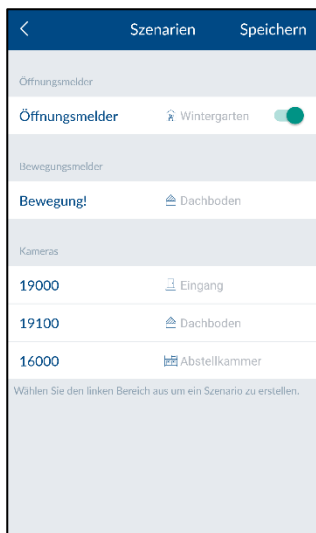 Szenarien Speichern
Öffnungsmelder
Öffnungsmelder Wintergarten
Bewegungsmelder
Bewegung! Dachboden
Kameras
19000 Eingang
19100 Dachboden
16000 Abstellkammer
Wählen Sie den linken Bereich aus um ein Szenario zu erstellen.